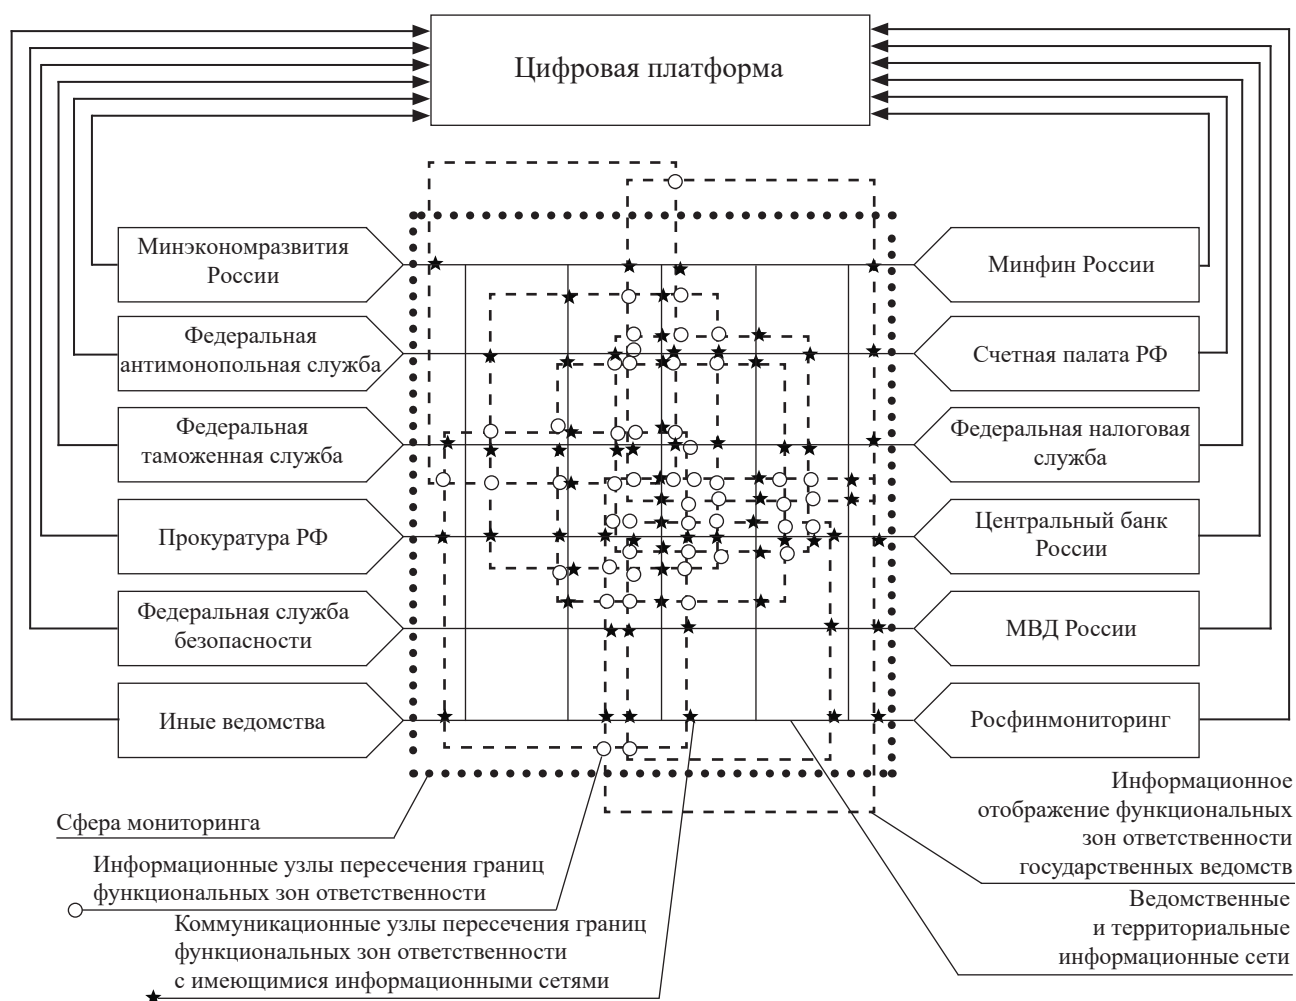 Цифровая платформа
Минэкономразвития
России
Минфин России
Федеральная
антимонопольная служба
Счетная палата РФ
Федеральная
таможенная служба
Федеральная налоговая
служба
Прокуратура РФ
Центральный банк
России
Федеральная служба
безопасности
МВД России
Иные ведомства
Росфинмониторинг
Сфера мониторинга
Информационные узлы пересечения границ
функциональных зон ответственности
Коммуникационные узлы пересечения границ
функциональных зон ответственности
с имеющимися информационными сетями
Информационное
отображение функциональных
зон ответственности
государственных ведомств
Ведомственные
и территориальные
информационные сети